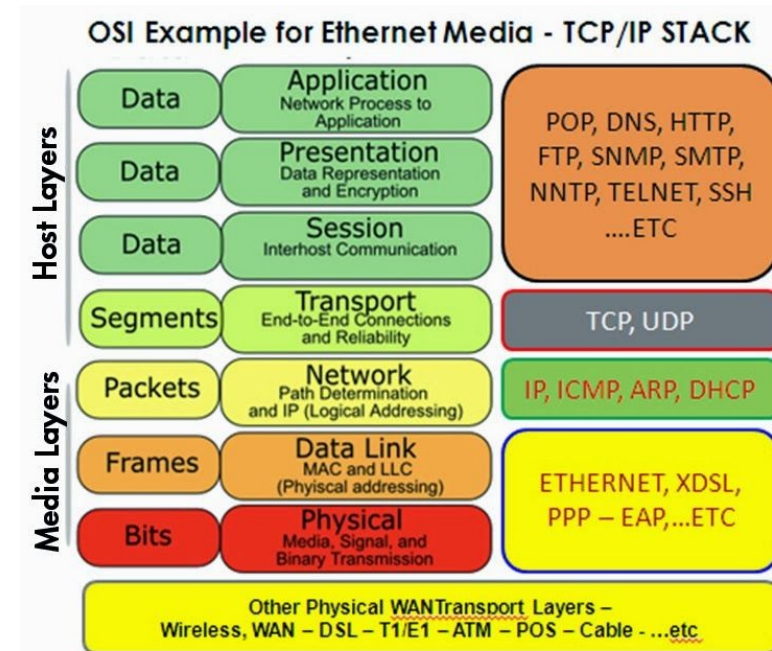 OSI Example for Ethernet Media - TCP/IP STACK
Host Layers
Data
Application
Network Process to
Application
Data
Presentation
Data Representation
and Encryption
Data
Session
Interhost Communication
POP, DNS, HTTP,
FTP, SNMP, SMTP,
NNTP, TELNET, SSH
....ETC
Segments
Transport
End-to-End Connections
and Reliability
TCP, UDP
Media Layers
Packets
Network
Path Determination
and IP (Logical Addressing)
IP, ICMP, ARP, DHCP
Frames
Data Link
MAC and LLC
(Phyiscal addressing)
Bits
Physical
Media, Signal, and
Binary Transmission
ETHERNET, XDSL,
PPP – EAP,...ETC
Other Physical WANTransport Layers –
Wireless, WAN – DSL – T1/E1 – ATM – POS – Cable - ...etc